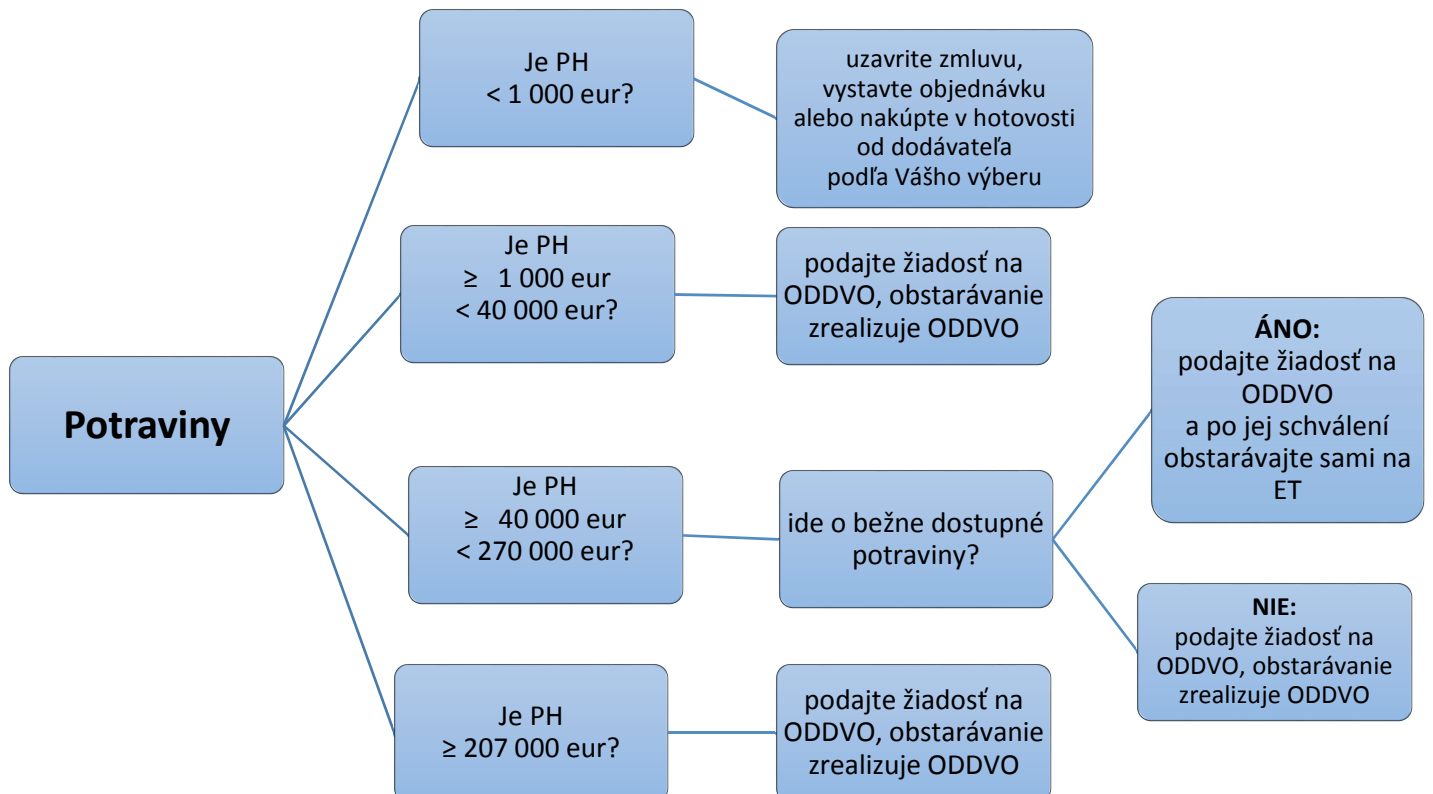 Potraviny
Je PH
< 1 000 eur?
uzavrite zmluvu,
vystavte objednávku
alebo nakúpte v hotovosti
od dodávateľa
podľa Vášho výberu
Je PH
≥ 1 000 eur
< 40 000 eur?
podajte žiadosť na
ODDVO, obstarávanie
zrealizuje ODDVO
Je PH
≥ 40 000 eur
< 270 000 eur?
ide o bežne dostupné
potraviny?
ÁNO:
podajte žiadosť na
ODDVO
a po jej schválení
obstarávajte sami na
ET
NIE:
podajte žiadosť na
ODDVO, obstarávanie
zrealizuje ODDVO
Je PH
≥ 207 000 eur?
podajte žiadosť na
ODDVO, obstarávanie
zrealizuje ODDVO